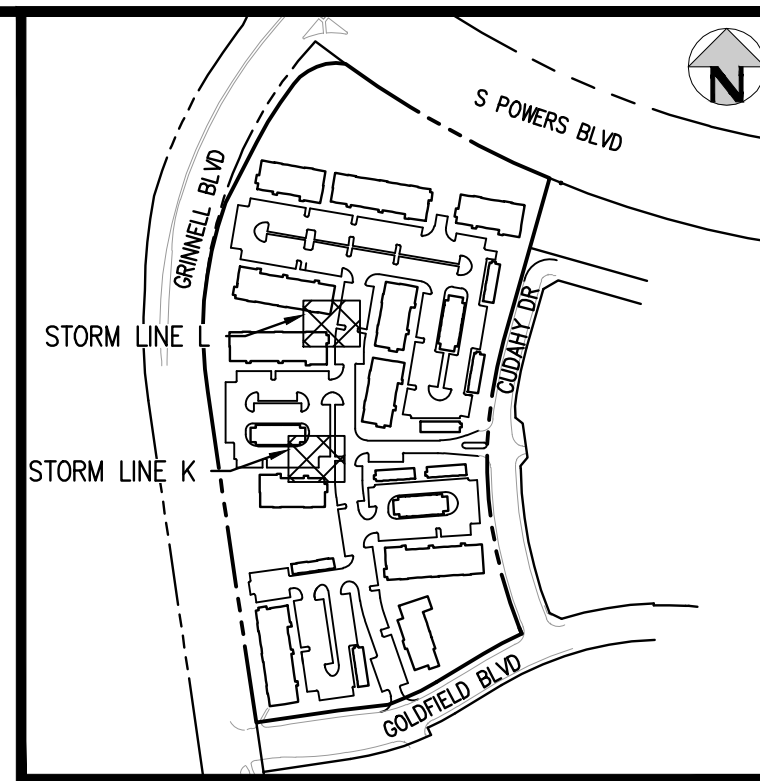 N
S POWERS BLVD
GRINNELL BLVD
CUDAHY DR
STORM LINE L
STORM LINE K
GOLDFIELD BLVD